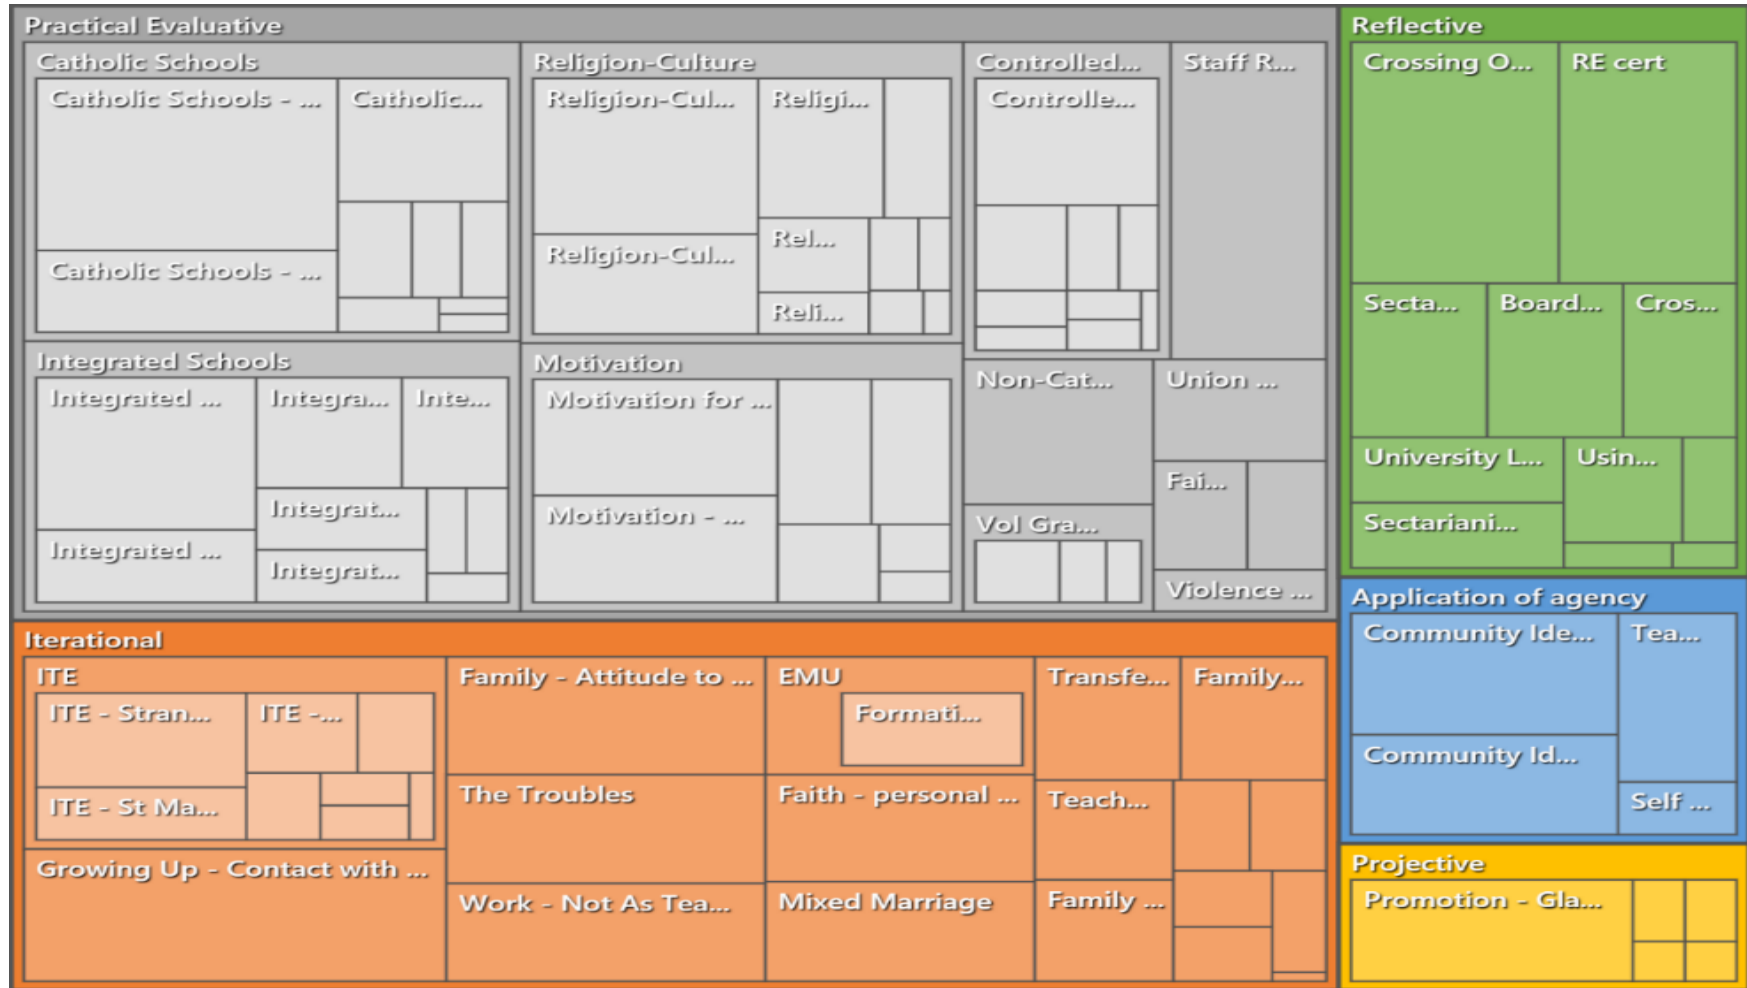 Practical Evaluative
Catholic Schools
Catholic Schools - ...
Catholic...
Catholic Schools - ...
Religion-Culture
Religion-Cul...
Religi...
Religion-Cul...
Rel...
Reli...
Controlled...
Controlle...
Staff R...
Integrated Schools
Integrated ...
Integra...
Inte...
Integrat...
Integrated ...
Integrat...
Motivation
Motivation for ...
Motivation - ...
Non-Cat...
Union ...
Fai...
Vol Gra...
Violence ...
Iterational
ITE
ITE - Stran...
ITE -...
ITE - St Ma...
Growing Up - Contact with ...
Family - Attitude to ...
The Troubles
Work - Not As Tea...
EMU
Formati...
Faith - personal ...
Mixed Marriage
Transfe...
Family...
Teach...
Family ...
Reflective
Crossing O...
RE cert
Secta...
Board...
Cros...
University L...
Usin...
Sectariani...
Application of agency
Community Ide...
Tea...
Community Id...
Self ...
Projective
Promotion - Gla...